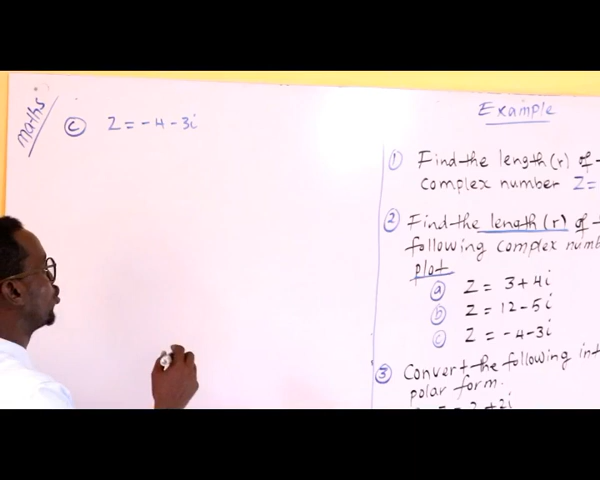 Maths
c Z = -4 - 3i
Example
1 Find the length (r) of
complex number Z =
2 Find the length (r) of
following complex numb
plot
a Z = 3 + 4i
b Z = 12 - 5i
c Z = -4 - 3i
3 Convert the following int
polar form.